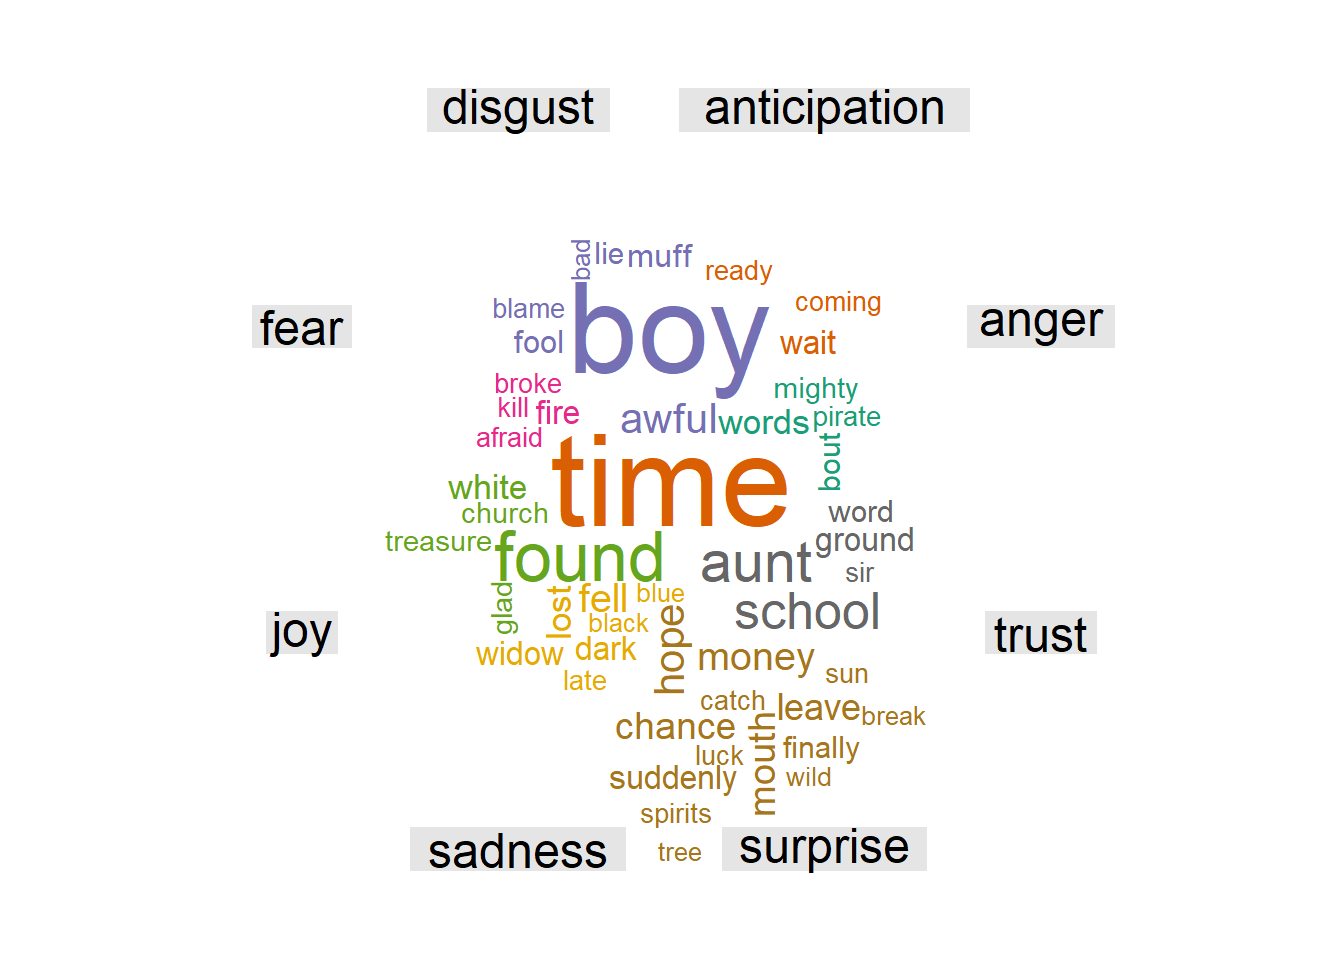 disgust
anticipation
bad
lie
muff
ready
blame
coming
boy
fool
wait
fear
anger
broke
mighty
kill
fire
awful
words
pirate
afraid
bout
time
white
church
word
treasure
found
aunt
ground
sir
glad
lost
fell
blue
black
school
joy
trust
widow
dark
hope
money
late
sun
catch
leave
break
chance
mouth
luck
finally
suddenly
wild
spirits
tree
sadness
surprise